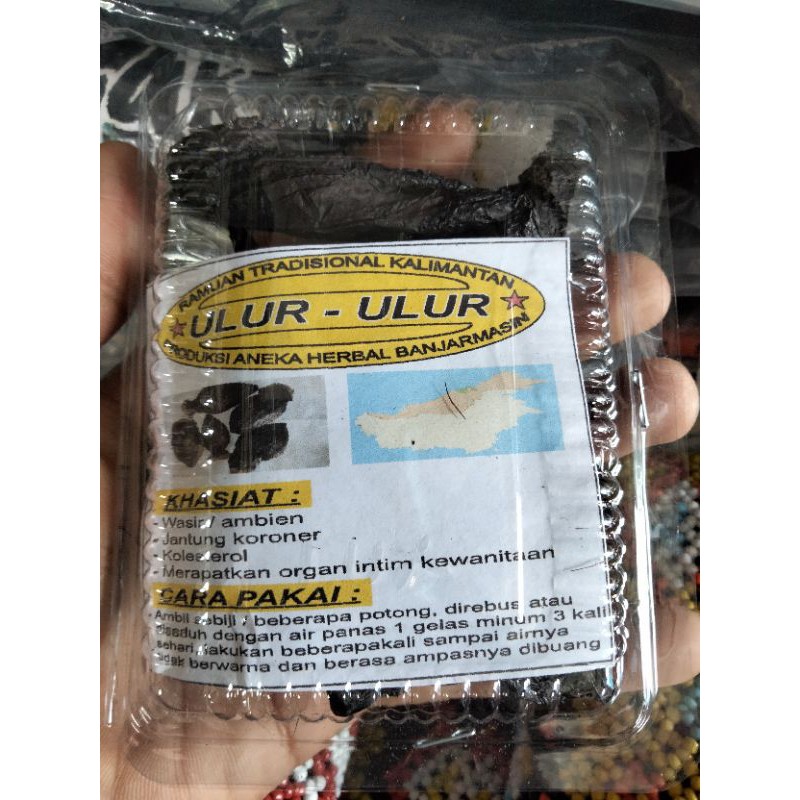 RAMUAN TRADISIONAL KALIMANTAN
ULUR - ULUR
PRODUKSI ANEKA HERBAL BANJARMASIN
KHASIAT :
- Wasir / ambien
- Jantung koroner
- Kolesterol
- Merapatkan organ intim kewanitaan
CARA PAKAI :
- Ambil sebiji / beberapa potong, direbus atau
diseduh dengan air panas 1 gelas minum 3 kali
sehari, lakukan beberapakali sampai airnya
tidak berwarna dan berasa ampasnya dibuang